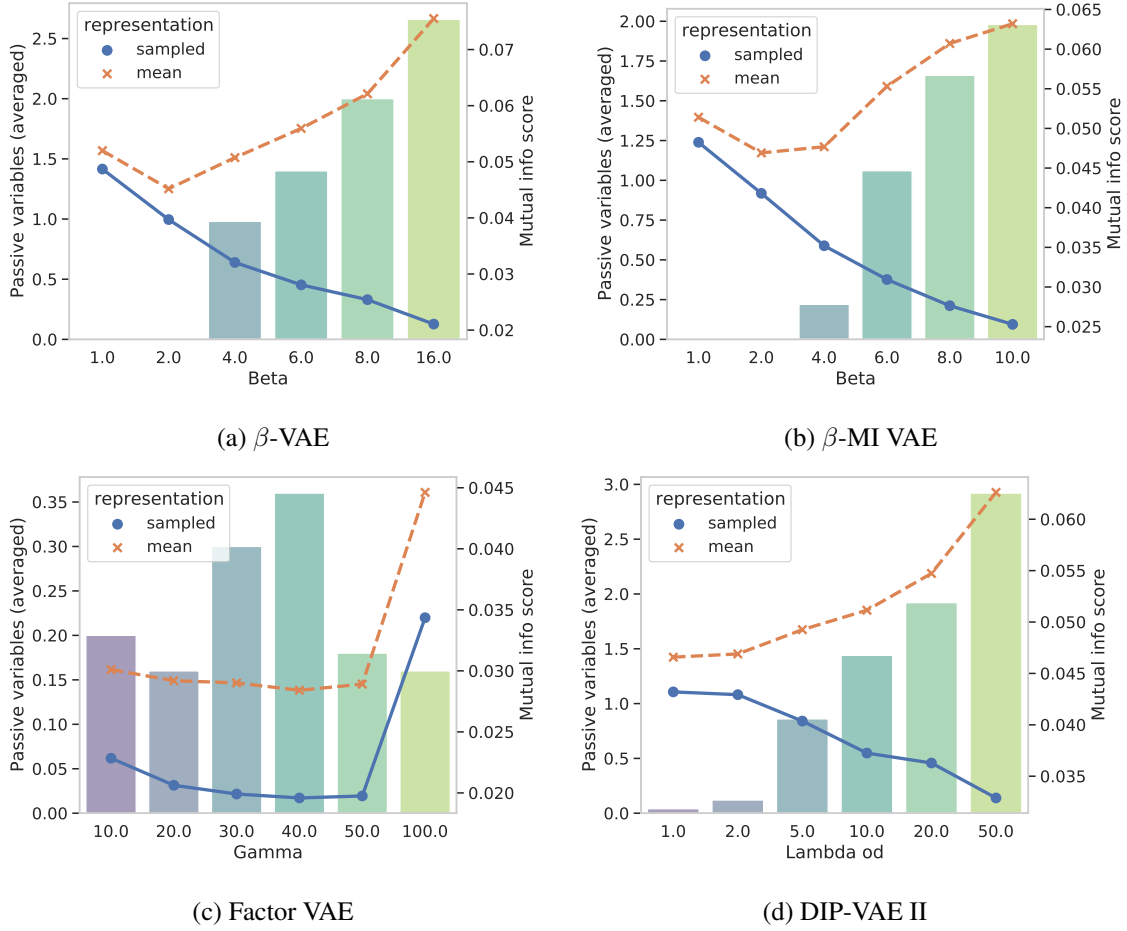 representation
sampled
mean
2.5
2.0
1.5
1.0
0.5
0.0
Passive variables (averaged)
0.07
0.06
0.05
0.04
0.03
0.02
Mutual info score
1.0 2.0 4.0 6.0 8.0 16.0
Beta
(a) β-VAE
representation
sampled
mean
2.00
1.75
1.50
1.25
1.00
0.75
0.50
0.25
0.00
Passive variables (averaged)
0.065
0.060
0.055
0.050
0.045
0.040
0.035
0.030
0.025
Mutual info score
1.0 2.0 4.0 6.0 8.0 10.0
Beta
(b) β-MI VAE
representation
sampled
mean
0.35
0.30
0.25
0.20
0.15
0.10
0.05
0.00
Passive variables (averaged)
0.045
0.040
0.035
0.030
0.025
0.020
Mutual info score
10.0 20.0 30.0 40.0 50.0 100.0
Gamma
(c) Factor VAE
representation
sampled
mean
3.0
2.5
2.0
1.5
1.0
0.5
0.0
Passive variables (averaged)
0.060
0.055
0.050
0.045
0.040
0.035
Mutual info score
1.0 2.0 5.0 10.0 20.0 50.0
Lambda od
(d) DIP-VAE II